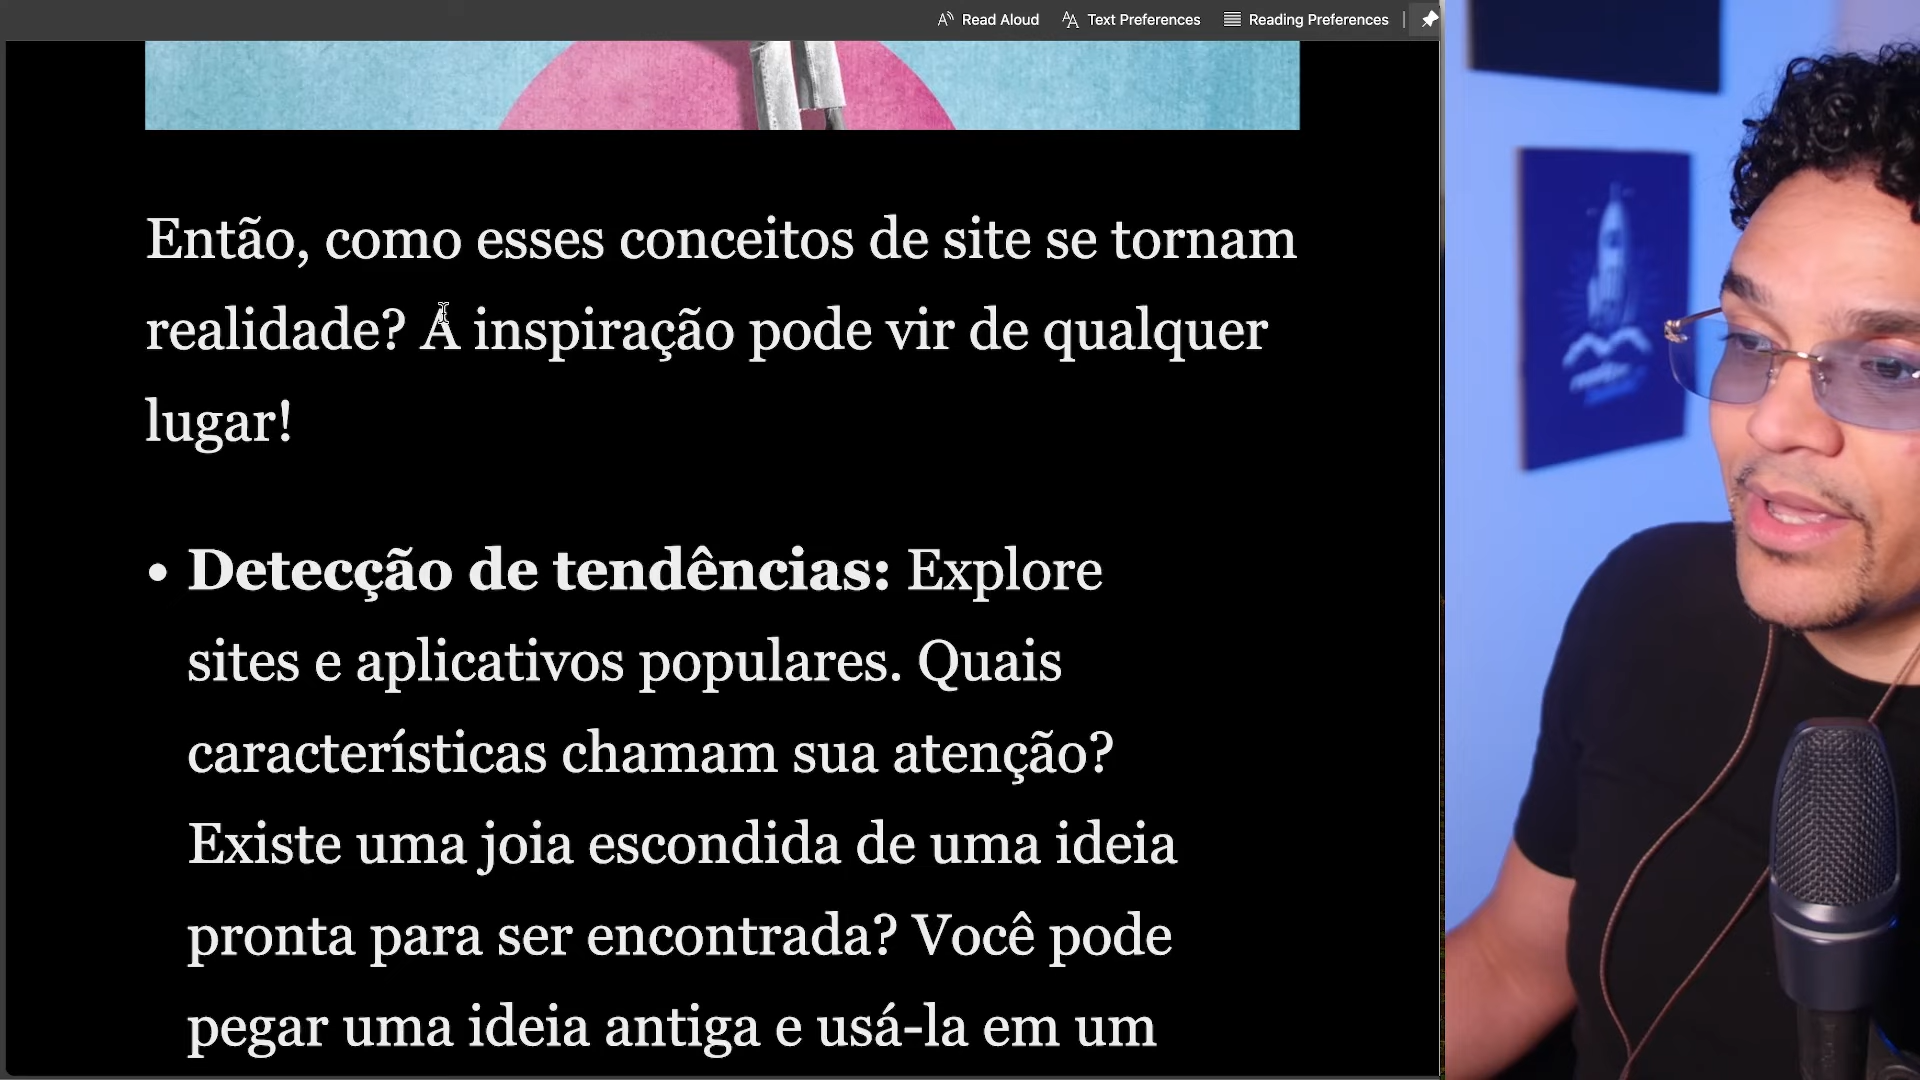 Read Aloud
Text Preferences
Reading Preferences
Então, como esses conceitos de site se tornam
realidade? A inspiração pode vir de qualquer
lugar!
• Detecção de tendências: Explore
sites e aplicativos populares. Quais
características chamam sua atenção?
Existe uma joia escondida de uma ideia
pronta para ser encontrada? Você pode
pegar uma ideia antiga e usá-la em um